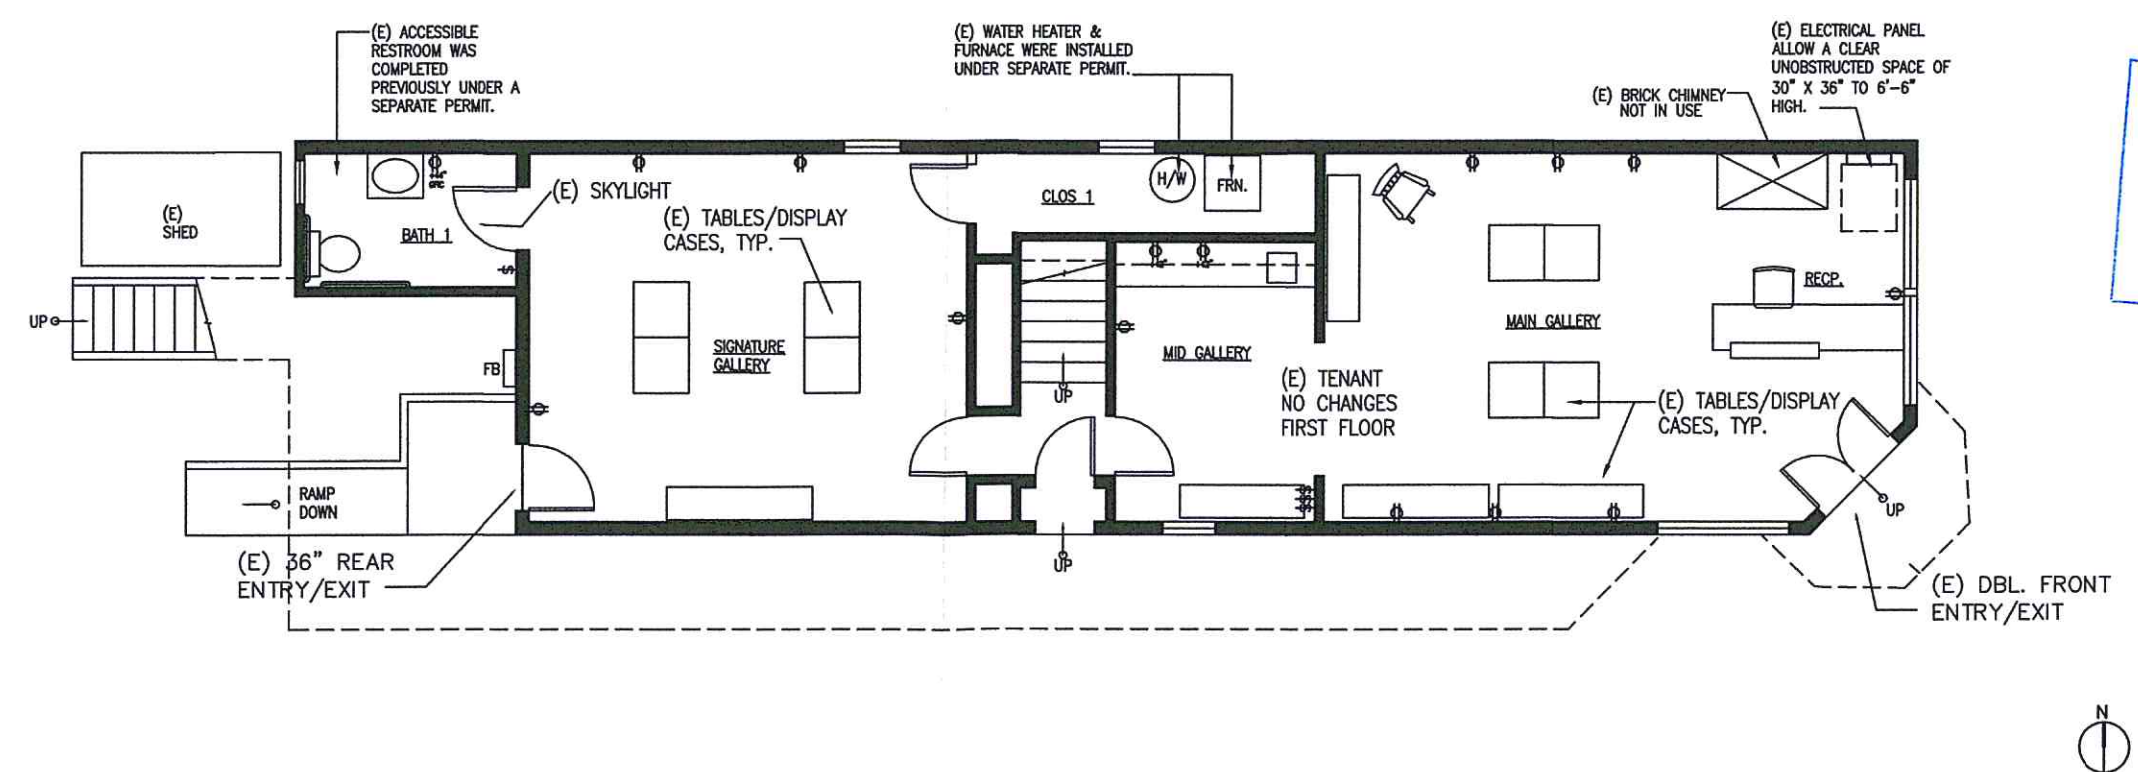 (E) ACCESSIBLE
RESTROOM WAS
COMPLETED
PREVIOUSLY UNDER A
SEPARATE PERMIT.
(E) WATER HEATER &
FURNACE WERE INSTALLED
UNDER SEPARATE PERMIT.
(E) ELECTRICAL PANEL
ALLOW A CLEAR
UNOBSTRUCTED SPACE OF
30" X 36" TO 6'-6"
HIGH.
(E) BRICK CHIMNEY
NOT IN USE
(E)
SHED
BATH 1
(E) SKYLIGHT
(E) TABLES/DISPLAY
CASES, TYP.
CLOS 1
H/W
FRN.
RECP.
UP
FB
SIGNATURE
GALLERY
MID GALLERY
MAIN GALLERY
UP
(E) TENANT
NO CHANGES
FIRST FLOOR
(E) TABLES/DISPLAY
CASES, TYP.
RAMP
DOWN
UP
UP
(E) 36" REAR
ENTRY/EXIT
(E) DBL. FRONT
ENTRY/EXIT
N